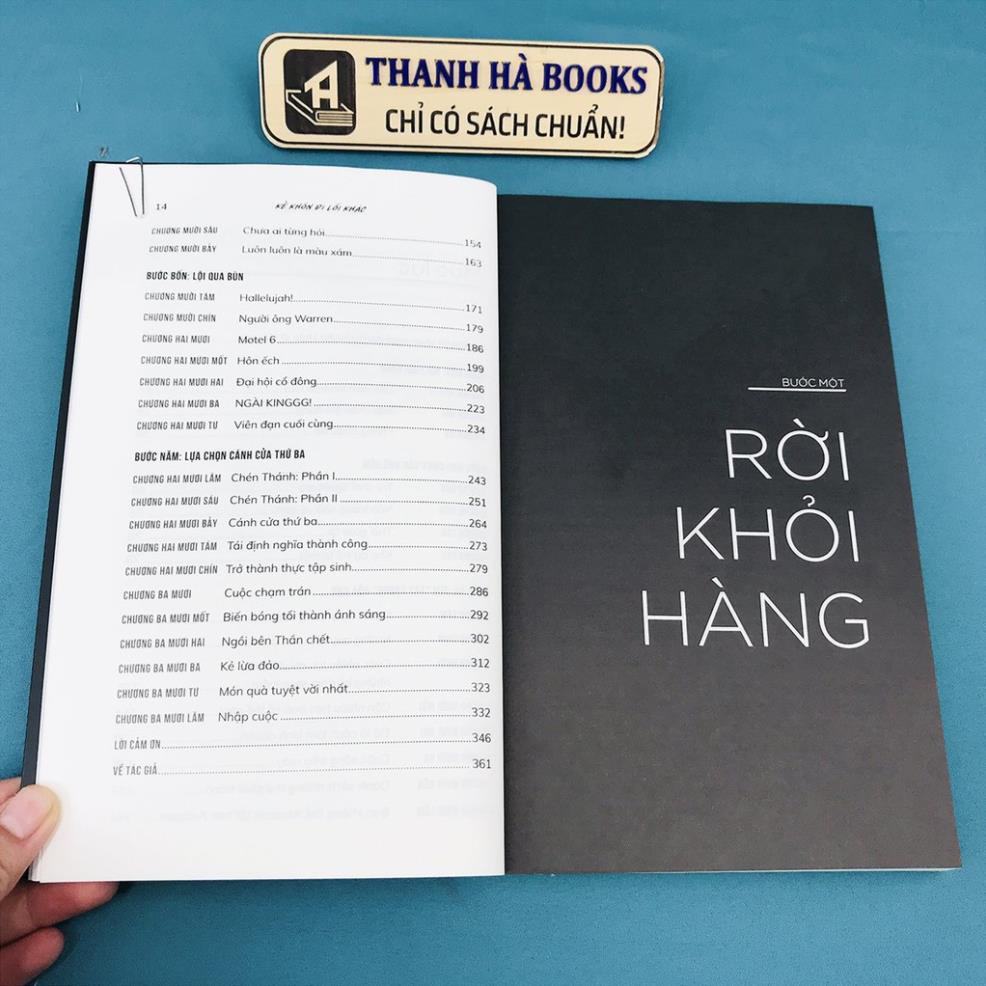 THANH HÀ BOOKS
CHỈ CÓ SÁCH CHUẨN!
14 KẺ KHÔN ĐI LỐI KHÁC
CHƯƠNG MƯỜI SÁU Chưa ai từng hỏi 154
CHƯƠNG MƯỜI BẢY Luôn luôn là màu xám 163
BƯỚC BỐN: LỘI QUA BÙN
CHƯƠNG MƯỜI TÁM Hallelujah! 171
CHƯƠNG MƯỜI CHÍN Người ông Warren 179
CHƯƠNG HAI MƯƠI Motel 6 186
CHƯƠNG HAI MƯƠI MỐT Hôn ếch 199
CHƯƠNG HAI MƯƠI HAI Đại hội cổ đông 206
CHƯƠNG HAI MƯƠI BA NGÀI KINGGG! 223
CHƯƠNG HAI MƯƠI TƯ Viên đạn cuối cùng 234
BƯỚC NĂM: LỰA CHỌN CÁNH CỬA THỨ BA
CHƯƠNG HAI MƯƠI LĂM Chén Thánh: Phần I 243
CHƯƠNG HAI MƯƠI SÁU Chén Thánh: Phần II 251
CHƯƠNG HAI MƯƠI BẢY Cánh cửa thứ ba 264
CHƯƠNG HAI MƯƠI TÁM Tái định nghĩa thành công 273
CHƯƠNG HAI MƯƠI CHÍN Trở thành thực tập sinh 279
CHƯƠNG BA MƯƠI Cuộc chạm trán 286
CHƯƠNG BA MƯƠI MỐT Biến bóng tối thành ánh sáng 292
CHƯƠNG BA MƯƠI HAI Ngồi bên Thần chết 302
CHƯƠNG BA MƯƠI BA Kẻ lừa đảo 312
CHƯƠNG BA MƯƠI TƯ Món quà tuyệt vời nhất 323
CHƯƠNG BA MƯƠI LĂM Nhập cuộc 332
LỜI CẢM ƠN 346
VỀ TÁC GIẢ 361
BƯỚC MỘT
RỜI
KHỎI
HÀNG